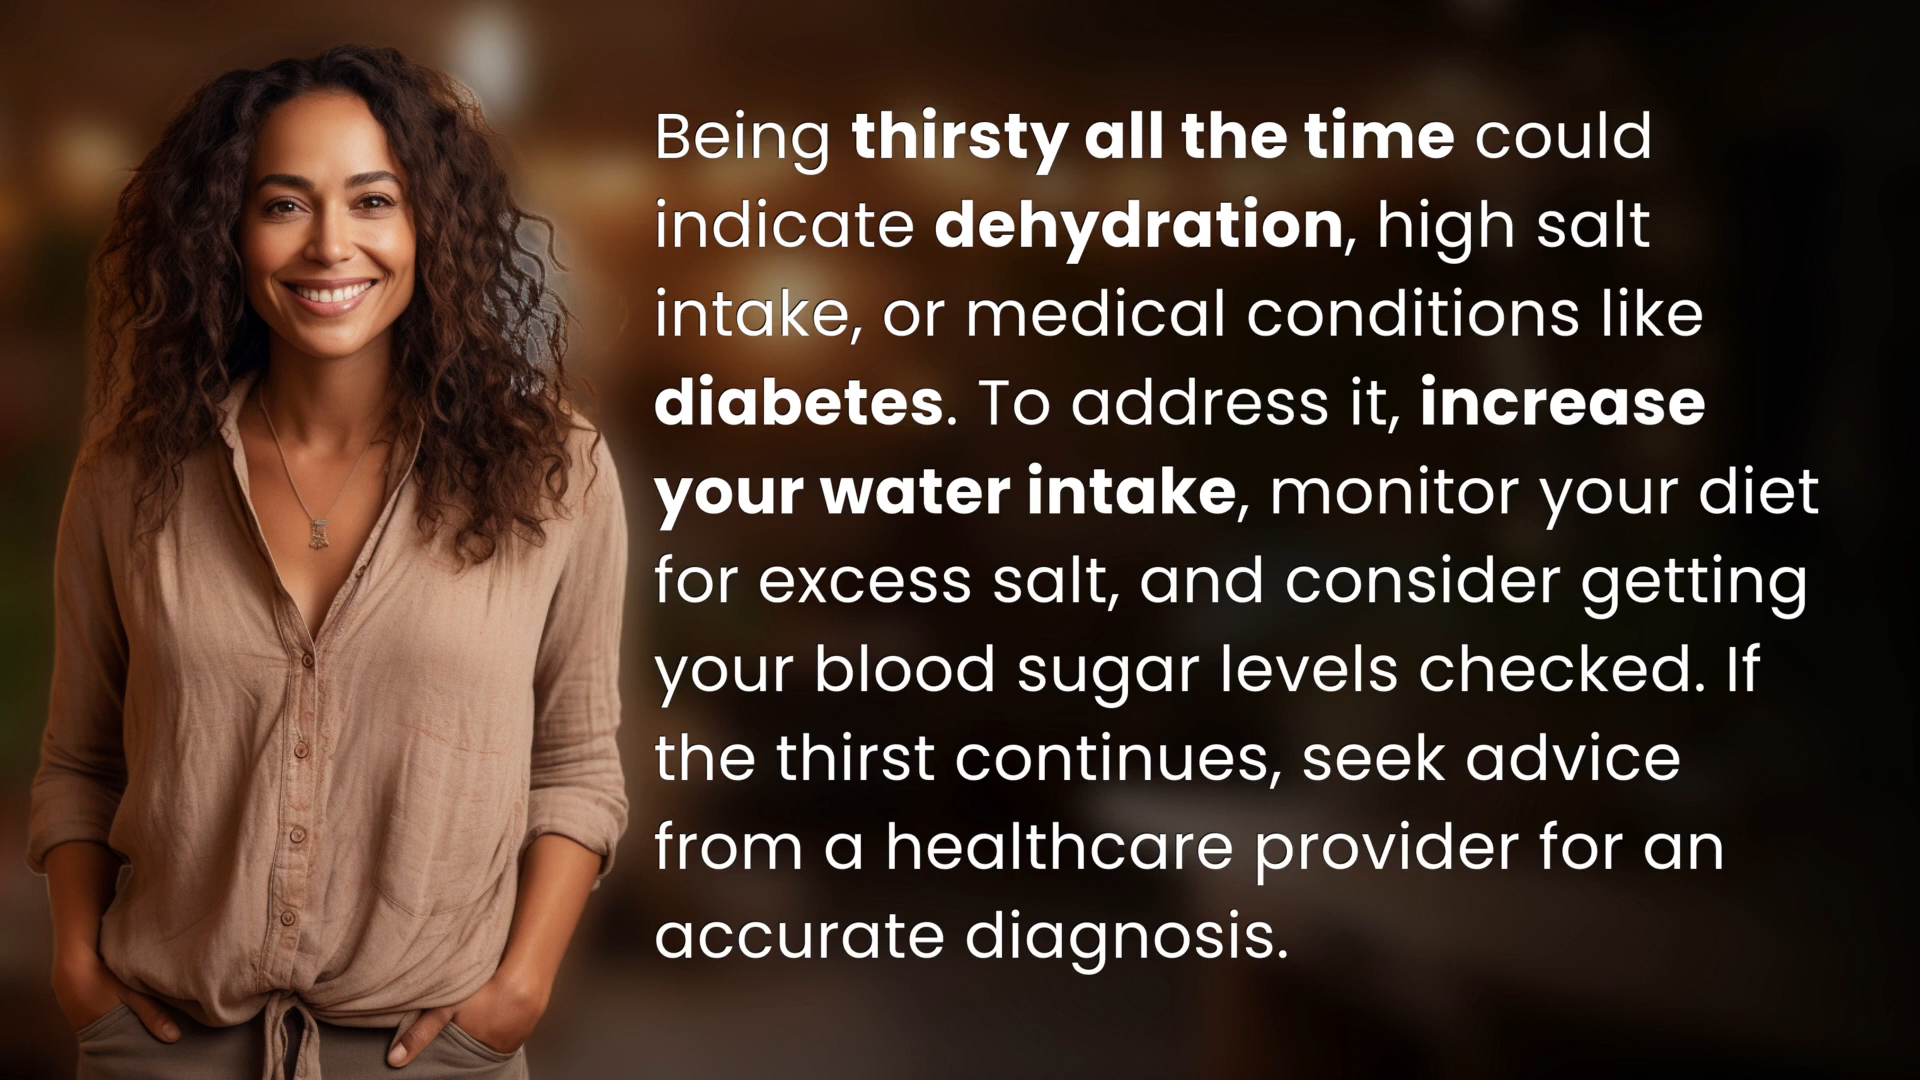 Being thirsty all the time could
indicate dehydration, high salt
intake, or medical conditions like
diabetes. To address it, increase
your water intake, monitor your diet
for excess salt, and consider getting
your blood sugar levels checked. If
the thirst continues, seek advice
from a healthcare provider for an
accurate diagnosis.